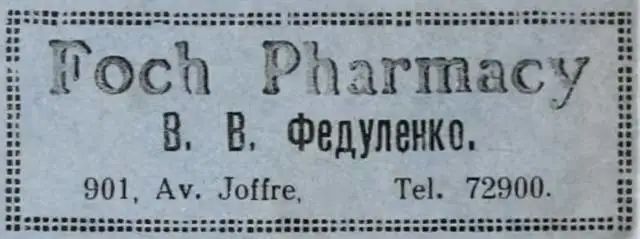 Foch Pharmacy
В. В. Федуленко.
901, Av. Joffre, Tel. 72900.